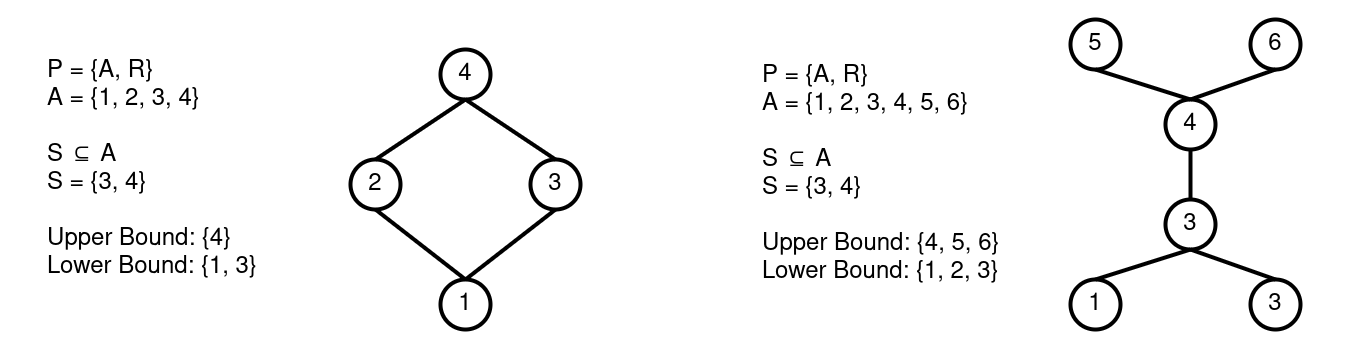 P = {A, R}
A = {1, 2, 3, 4}
S ⊆ A
S = {3, 4}
Upper Bound: {4}
Lower Bound: {1, 3}
4
2
3
1
P = {A, R}
A = {1, 2, 3, 4, 5, 6}
S ⊆ A
S = {3, 4}
Upper Bound: {4, 5, 6}
Lower Bound: {1, 2, 3}
5
6
4
3
1
3